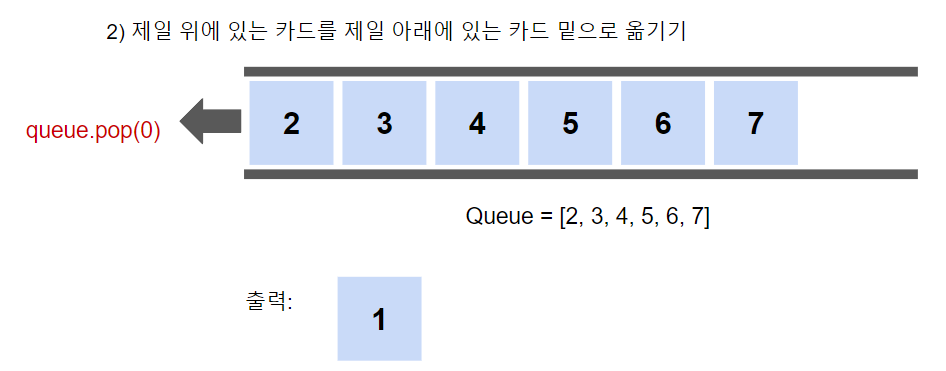 2) 제일 위에 있는 카드를 제일 아래에 있는 카드 밑으로 옮기기
queue.pop(0)
2 3 4 5 6 7
Queue = [2, 3, 4, 5, 6, 7]
출력:
1